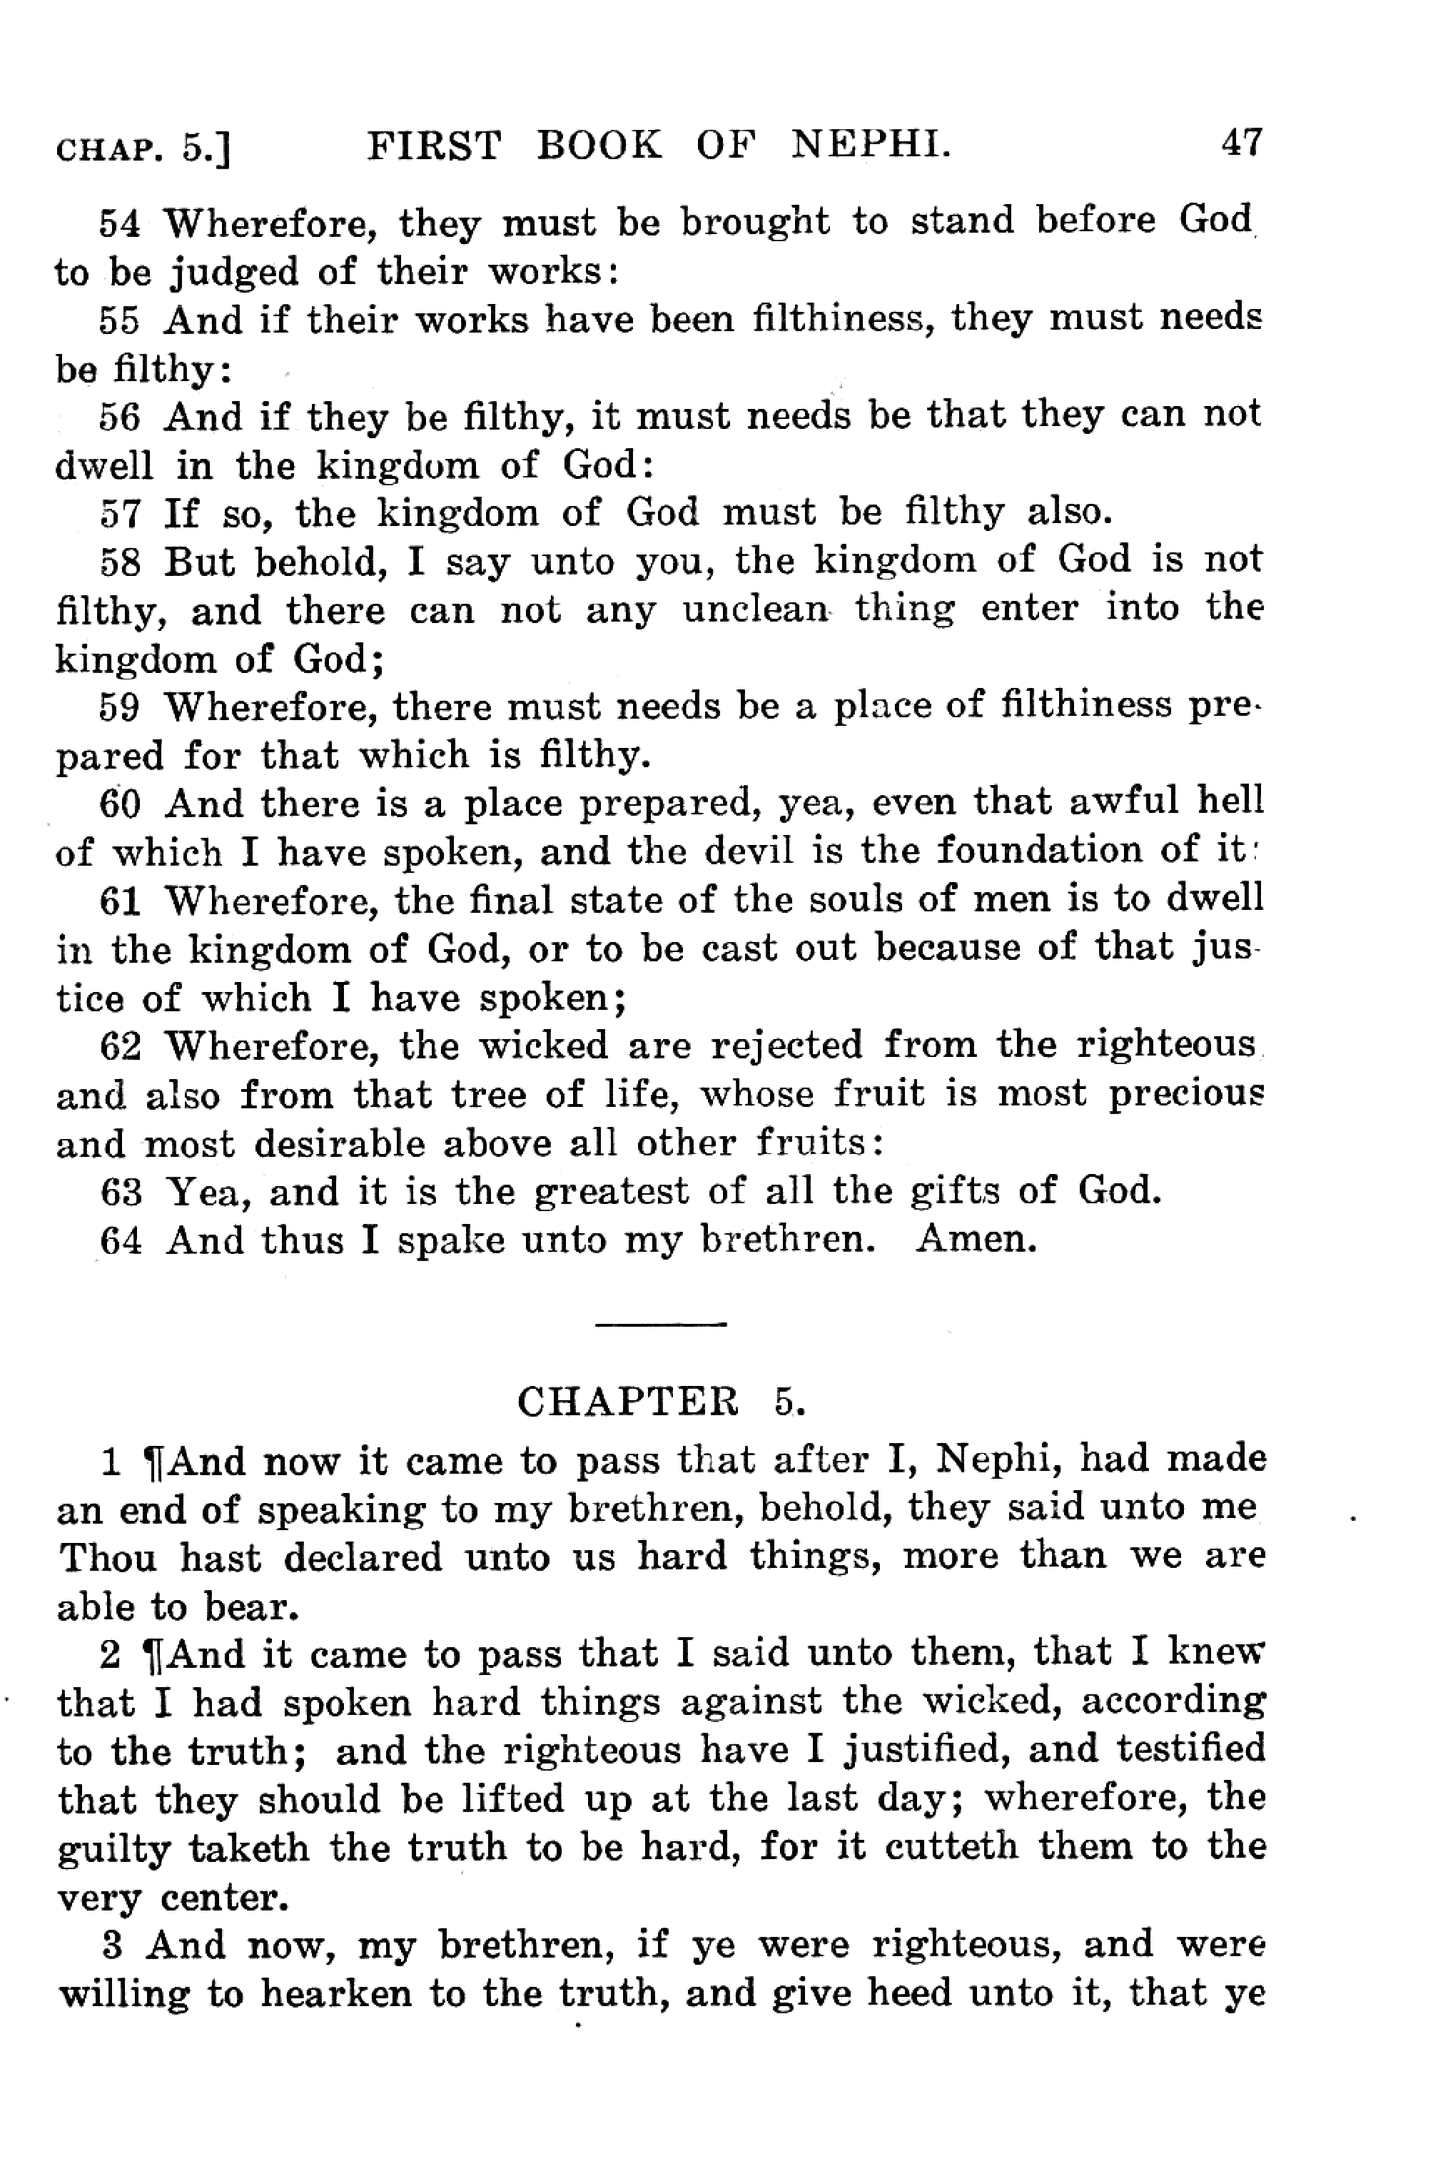 CHAP. 5.] FIRST BOOK OF NEPHI. 47
54 Wherefore, they must be brought to stand before God
to be judged of their works:
55 And if their works have been filthiness, they must needs
be filthy:
56 And if they be filthy, it must needs be that they can not
dwell in the kingdom of God:
57 If so, the kingdom of God must be filthy also.
58 But behold, I say unto you, the kingdom of God is not
filthy, and there can not any unclean thing enter into the
kingdom of God;
59 Wherefore, there must needs be a place of filthiness pre-
pared for that which is filthy.
60 And there is a place prepared, yea, even that awful hell
of which I have spoken, and the devil is the foundation of it:
61 Wherefore, the final state of the souls of men is to dwell
in the kingdom of God, or to be cast out because of that jus-
tice of which I have spoken;
62 Wherefore, the wicked are rejected from the righteous
and also from that tree of life, whose fruit is most precious
and most desirable above all other fruits:
63 Yea, and it is the greatest of all the gifts of God.
64 And thus I spake unto my brethren. Amen.
CHAPTER 5.
1 ¶And now it came to pass that after I, Nephi, had made
an end of speaking to my brethren, behold, they said unto me
Thou hast declared unto us hard things, more than we are
able to bear.
2 ¶And it came to pass that I said unto them, that I knew
that I had spoken hard things against the wicked, according
to the truth; and the righteous have I justified, and testified
that they should be lifted up at the last day; wherefore, the
guilty taketh the truth to be hard, for it cutteth them to the
very center.
3 And now, my brethren, if ye were righteous, and were
willing to hearken to the truth, and give heed unto it, that ye